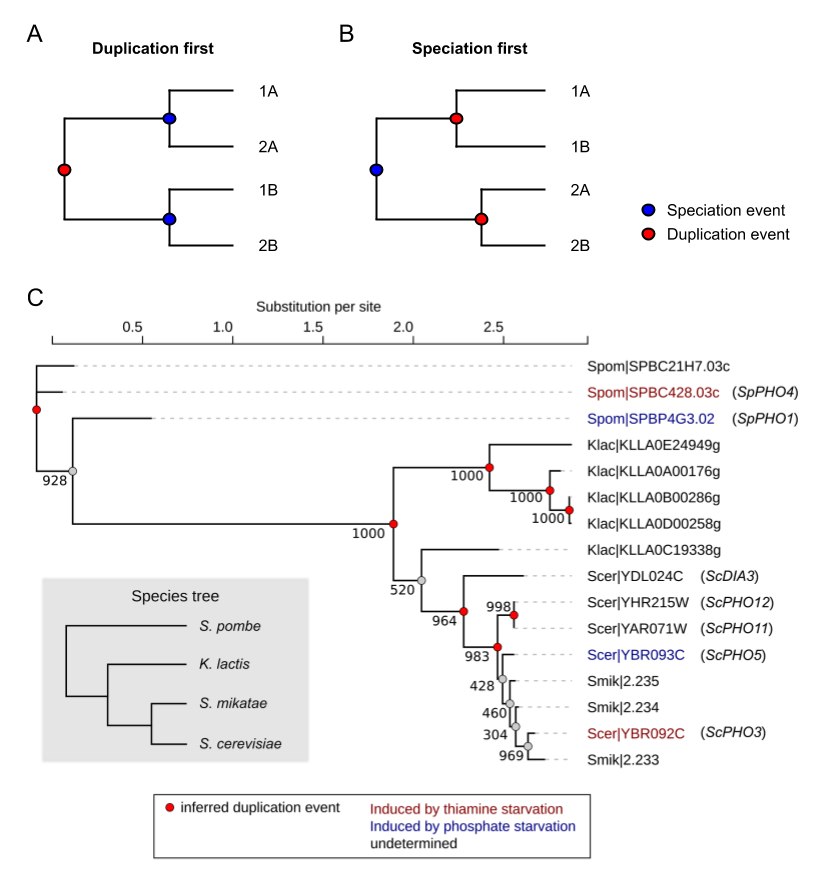 A
Duplication first
1A
2A
1B
2B
B
Speciation first
1A
1B
2A
2B
Speciation event
Duplication event
C
Substitution per site
0.5 1.0 1.5 2.0 2.5
Spom|SPBC21H7.03c
Spom|SPBC428.03c (SpPHO4)
Spom|SPBP4G3.02 (SpPHO1)
Klac|KLLA0E24949g
Klac|KLLA0A00176g
Klac|KLLA0B00286g
Klac|KLLA0D00258g
Klac|KLLA0C19338g
Scer|YDL024C (ScDIA3)
Scer|YHR215W (ScPHO12)
Scer|YAR071W (ScPHO11)
Scer|YBR093C (ScPHO5)
Smik|2.235
Smik|2.234
Scer|YBR092C (ScPHO3)
Smik|2.233
928
1000
1000
1000
1000
520
964
998
983
428
460
304
969
Species tree
S. pombe
K. lactis
S. mikatae
S. cerevisiae
inferred duplication event
Induced by thiamine starvation
Induced by phosphate starvation
undetermined